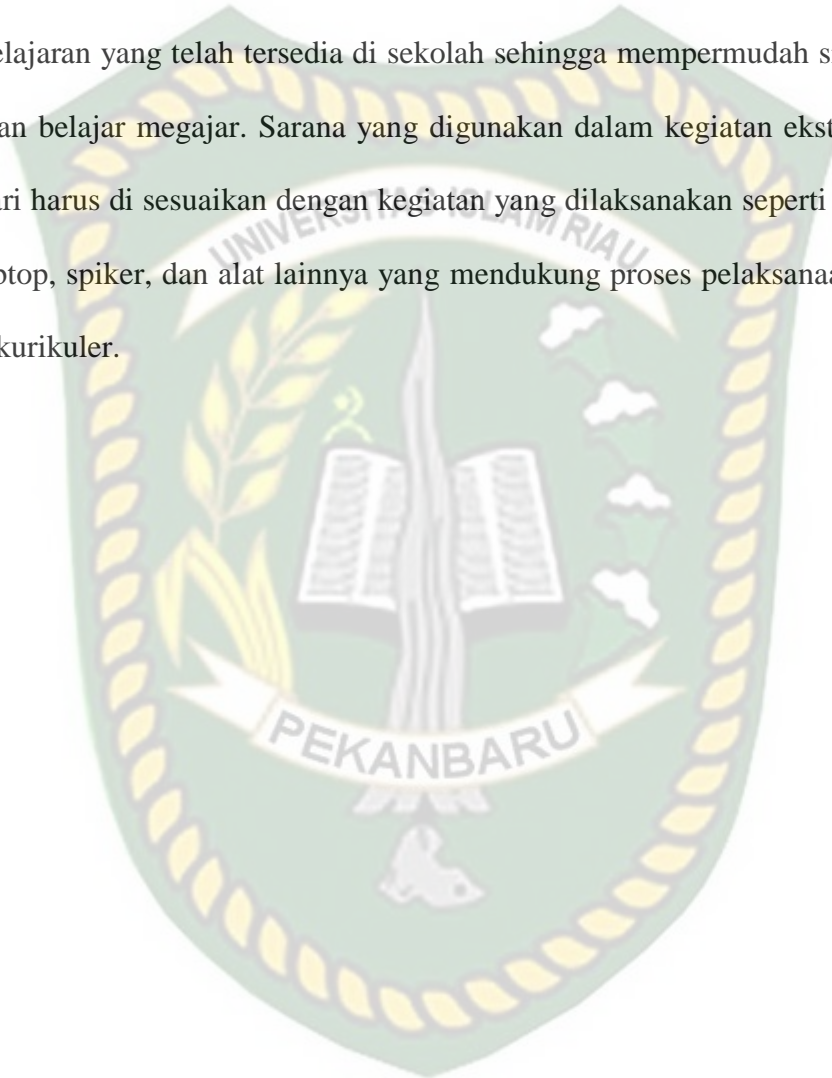 elajaran yang telah tersedia di sekolah sehingga mempermudah s
an belajar megajar. Sarana yang digunakan dalam kegiatan ekst
ari harus di sesuaikan dengan kegiatan yang dilaksanakan seperti
ptop, spiker, dan alat lainnya yang mendukung proses pelaksanaa
kurikuler.
UNIVERSITAS ISLAM RIAU
PEKANBARU